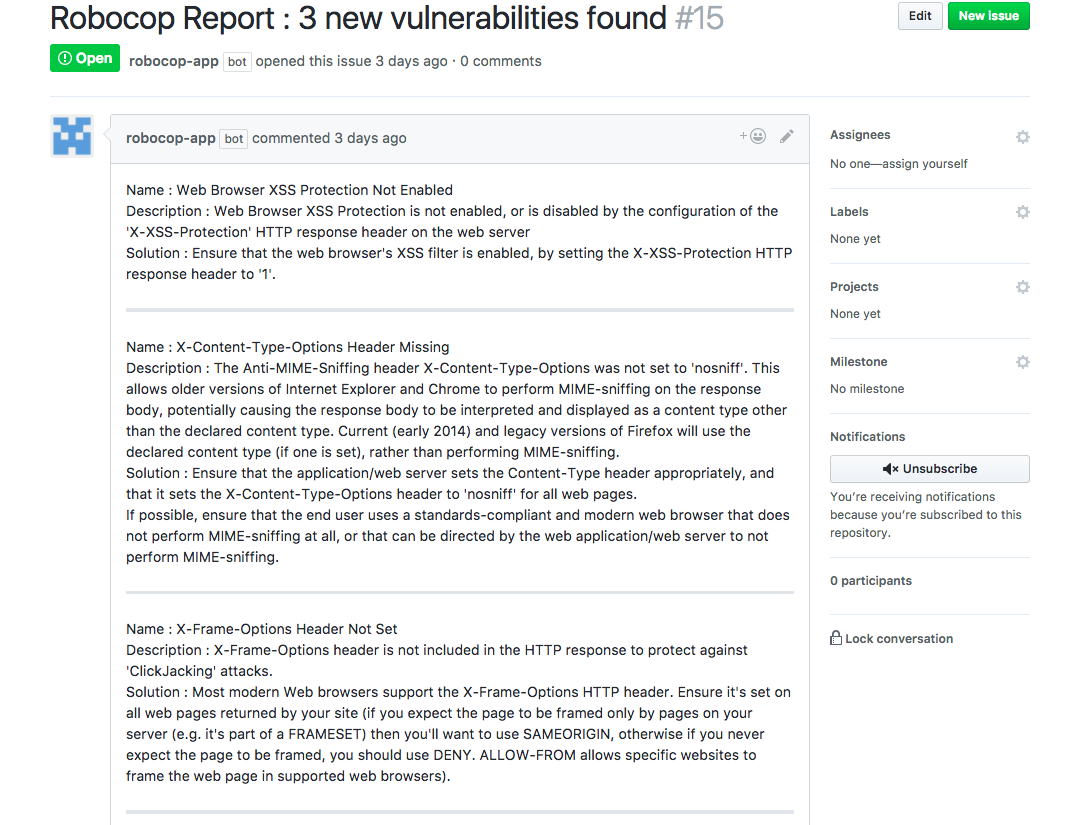 Robocop Report : 3 new vulnerabilities found #15
Edit
New issue
Open
robocop-app bot opened this issue 3 days ago · 0 comments
robocop-app bot commented 3 days ago
Name : Web Browser XSS Protection Not Enabled
Description : Web Browser XSS Protection is not enabled, or is disabled by the configuration of the
'X-XSS-Protection' HTTP response header on the web server
Solution : Ensure that the web browser's XSS filter is enabled, by setting the X-XSS-Protection HTTP
response header to '1'.
Name : X-Content-Type-Options Header Missing
Description : The Anti-MIME-Sniffing header X-Content-Type-Options was not set to 'nosniff'. This
allows older versions of Internet Explorer and Chrome to perform MIME-sniffing on the response
body, potentially causing the response body to be interpreted and displayed as a content type other
than the declared content type. Current (early 2014) and legacy versions of Firefox will use the
declared content type (if one is set), rather than performing MIME-sniffing.
Solution : Ensure that the application/web server sets the Content-Type header appropriately, and
that it sets the X-Content-Type-Options header to 'nosniff' for all web pages.
If possible, ensure that the end user uses a standards-compliant and modern web browser that does
not perform MIME-sniffing at all, or that can be directed by the web application/web server to not
perform MIME-sniffing.
Name : X-Frame-Options Header Not Set
Description : X-Frame-Options header is not included in the HTTP response to protect against
'ClickJacking' attacks.
Solution : Most modern Web browsers support the X-Frame-Options HTTP header. Ensure it's set on
all web pages returned by your site (if you expect the page to be framed only by pages on your
server (e.g. it's part of a FRAMESET) then you'll want to use SAMEORIGIN, otherwise if you never
expect the page to be framed, you should use DENY. ALLOW-FROM allows specific websites to
frame the web page in supported web browsers).
Assignees
No one—assign yourself
Labels
None yet
Projects
None yet
Milestone
No milestone
Notifications
Unsubscribe
You're receiving notifications
because you're subscribed to this
repository.
0 participants
Lock conversation